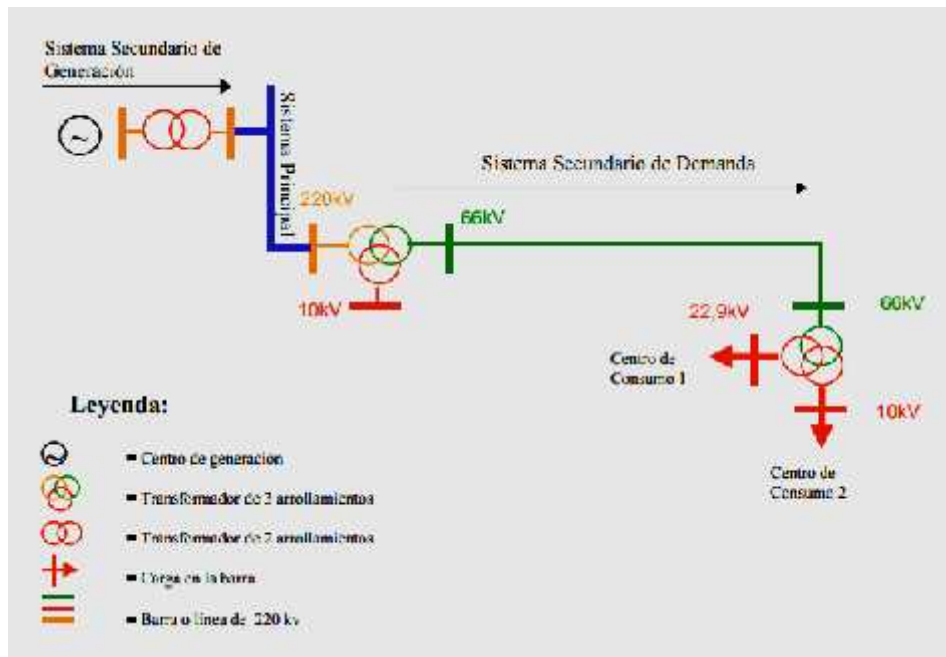 Sistema Secundario de
Generación
Sistema Principal
Sistema Secundario de Demanda
220kV
66kV
10kV
22,9kV
66kV
Centro de
Consumo 1
10kV
Centro de
Consumo 2
Leyenda:
= Centro de generación
= Transformador de 3 arrollamientos
= Transformador de 2 arrollamientos
= Carga en la barra
= Barra o línea de 220 kv